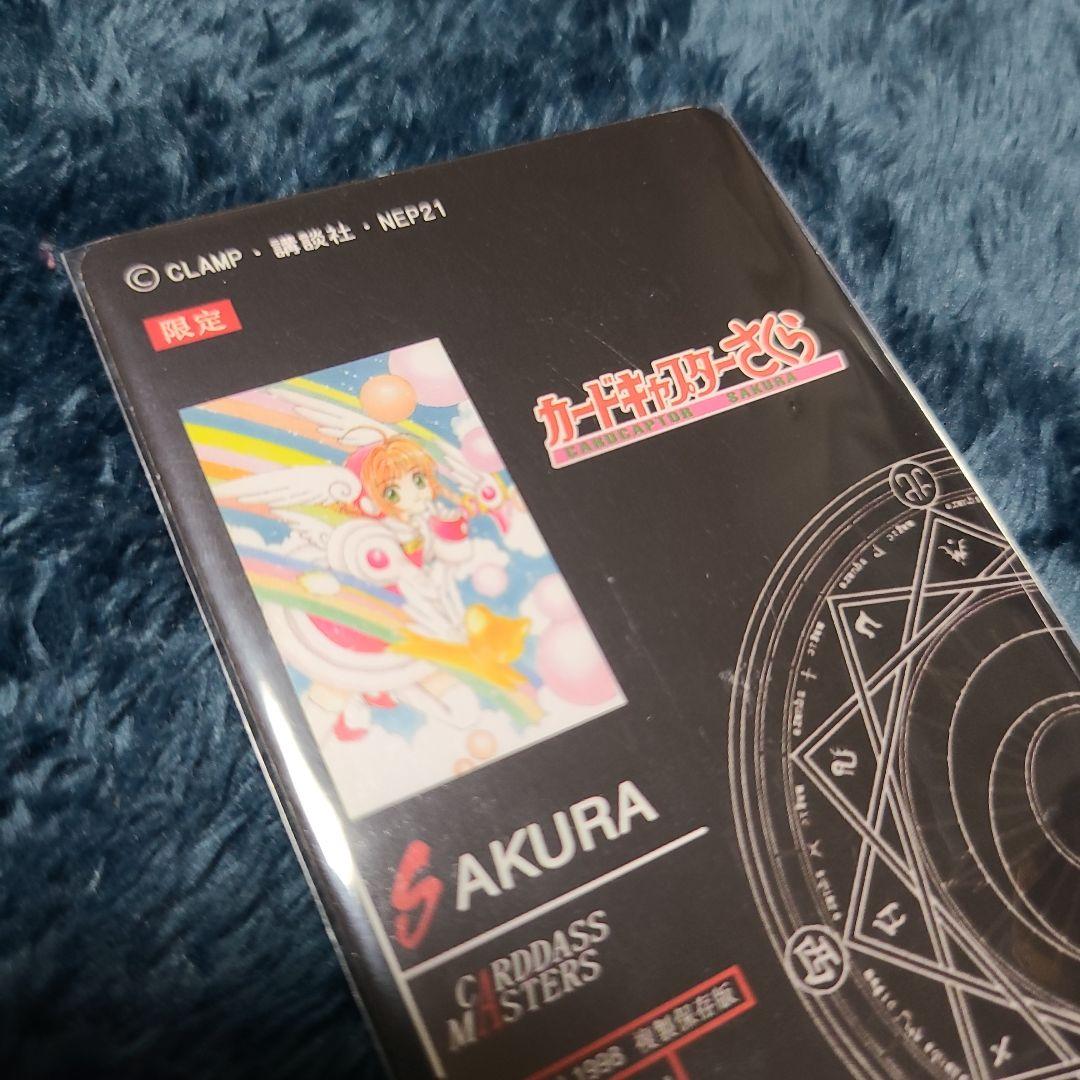 © CLAMP・講談社・NEP21
限定
カードキャプターさくら
CARDCAPTOR SAKURA
SAKURA
CARDDASS
MASTERS
1998 複製保存版
西